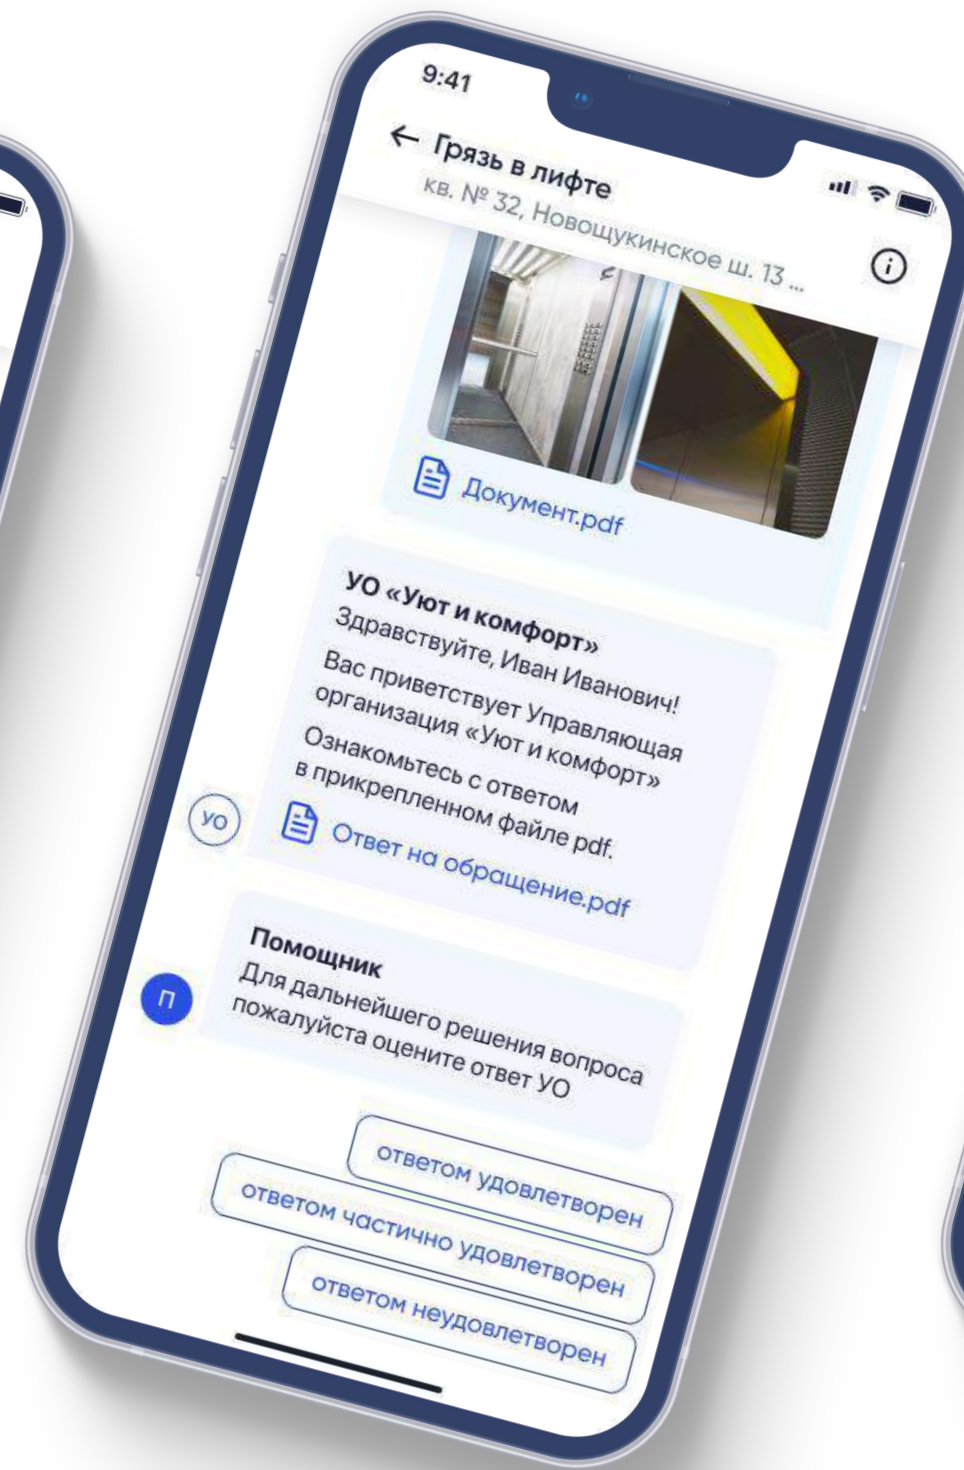 9:41
Грязь в лифте
кв. № 32, Новощукинское ш. 13 ...
Документ.pdf
УО «Уют и комфорт»
Здравствуйте, Иван Иванович!
Вас приветствует Управляющая
организация «Уют и комфорт»
Ознакомьтесь с ответом
в прикрепленном файле pdf.
УО
Ответ на обращение.pdf
Помощник
П
Для дальнейшего решения вопроса
пожалуйста оцените ответ УО
ответом удовлетворен
ответом частично удовлетворен
ответом неудовлетворен